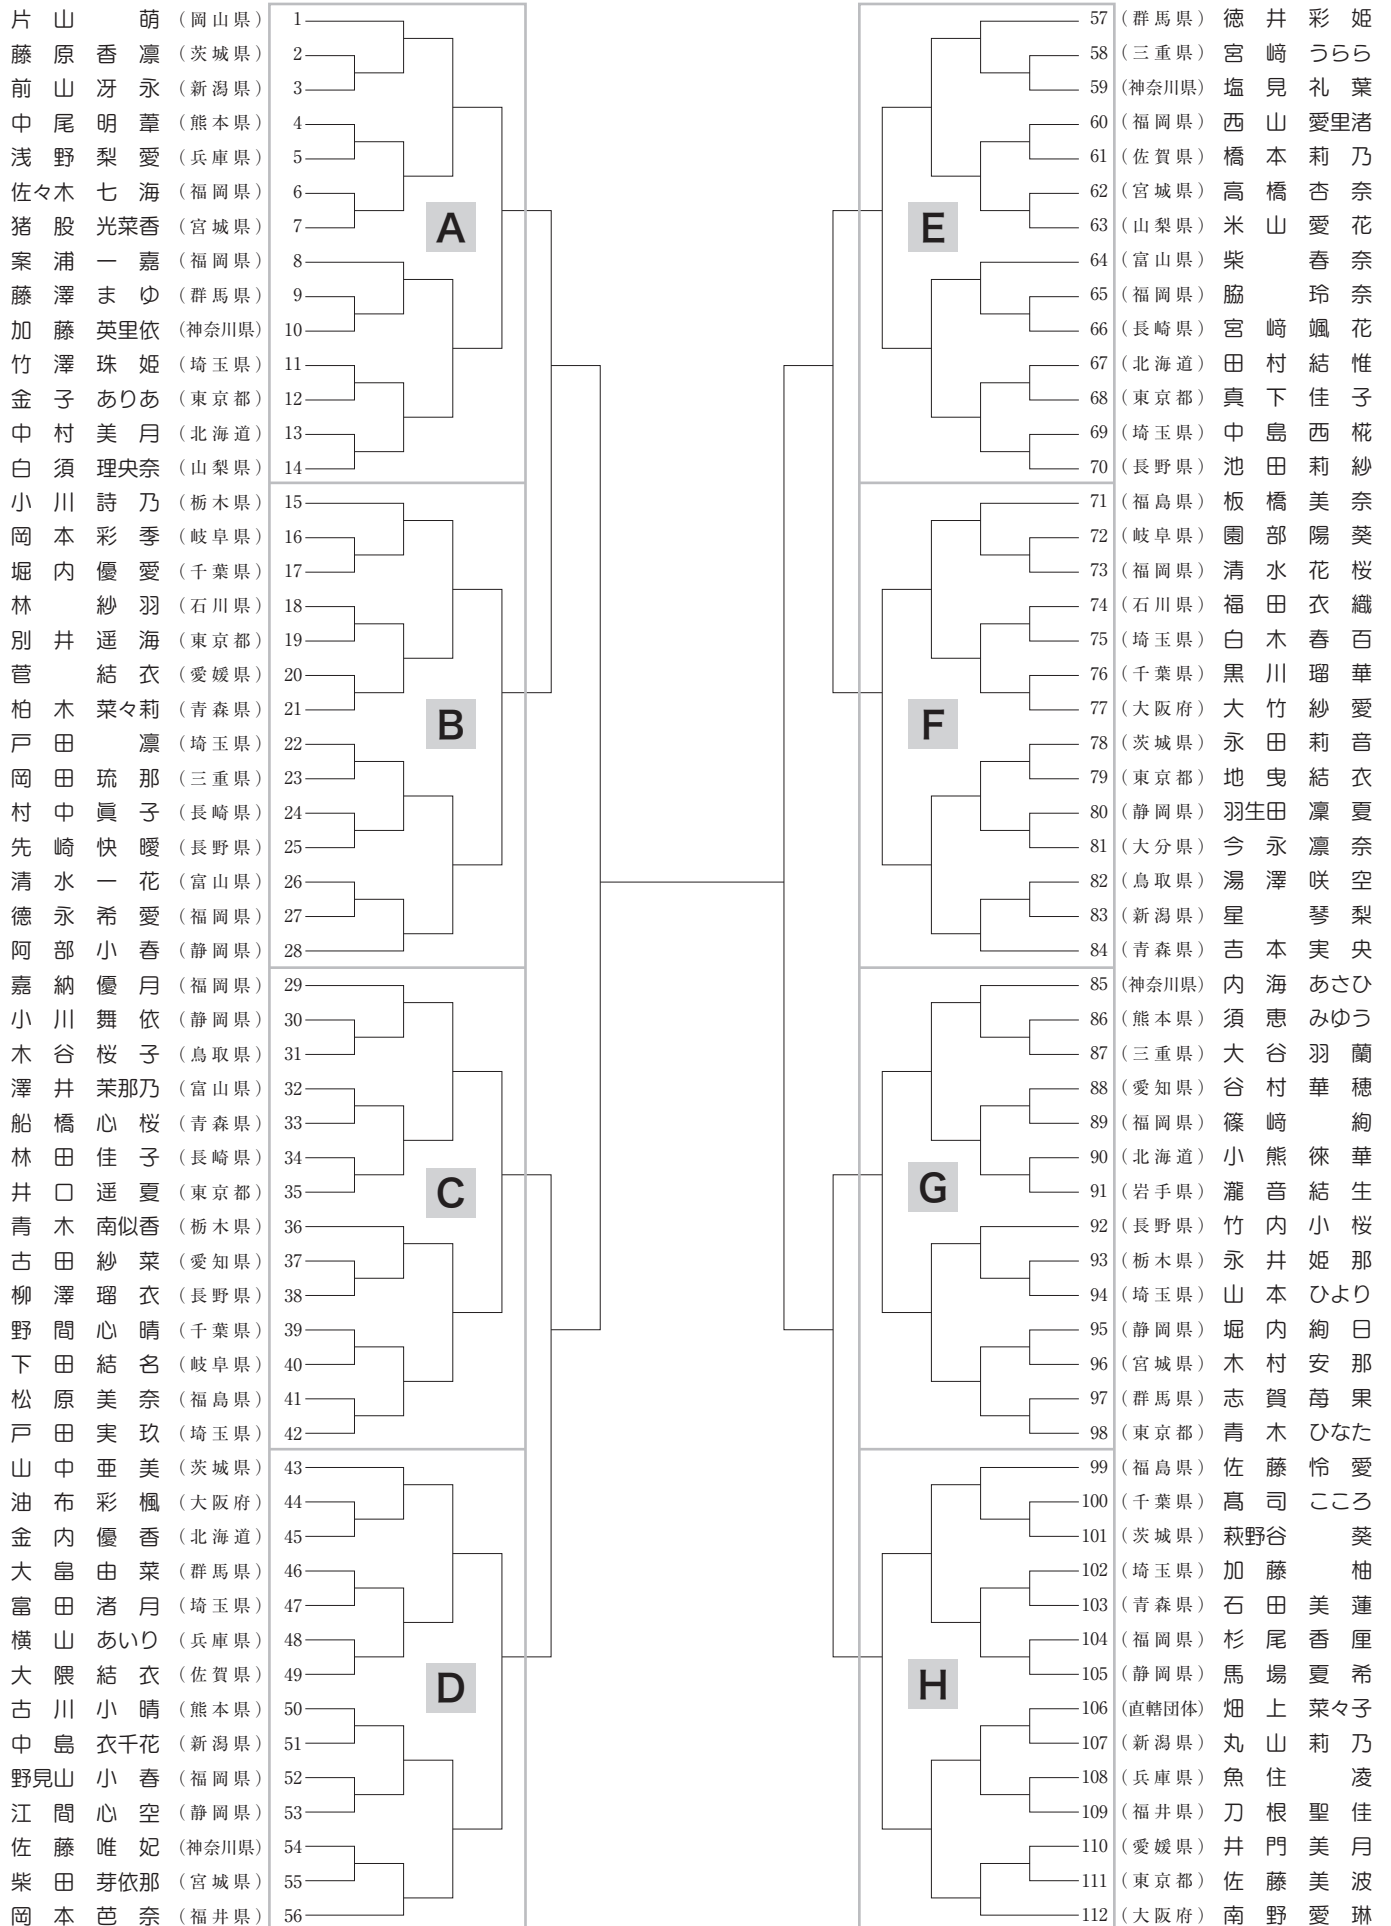 片山 萌 (岡山県) 1
藤原香凛 (茨城県) 2
前山冴永 (新潟県) 3
中尾明葦 (熊本県) 4
浅野梨愛 (兵庫県) 5
佐々木七海 (福岡県) 6
猪股光菜香 (宮城県) 7
案浦一嘉 (福岡県) 8
藤澤まゆ (群馬県) 9
加藤英里依 (神奈川県) 10
竹澤珠姫 (埼玉県) 11
金子ありあ (東京都) 12
中村美月 (北海道) 13
白須理央奈 (山梨県) 14
A
小川詩乃 (栃木県) 15
岡本彩季 (岐阜県) 16
堀内優愛 (千葉県) 17
林 紗羽 (石川県) 18
別井遥海 (東京都) 19
菅 結衣 (愛媛県) 20
柏木菜々莉 (青森県) 21
戸田 凛 (埼玉県) 22
岡田琉那 (三重県) 23
村中眞子 (長崎県) 24
先崎快曖 (長野県) 25
清水一花 (富山県) 26
德永希愛 (福岡県) 27
阿部小春 (静岡県) 28
B
嘉納優月 (福岡県) 29
小川舞依 (静岡県) 30
木谷桜子 (鳥取県) 31
澤井茉那乃 (富山県) 32
船橋心桜 (青森県) 33
林田佳子 (長崎県) 34
井口遥夏 (東京都) 35
青木南似香 (栃木県) 36
古田紗菜 (愛知県) 37
柳澤瑠衣 (長野県) 38
野間心晴 (千葉県) 39
下田結名 (岐阜県) 40
松原美奈 (福島県) 41
戸田実玖 (埼玉県) 42
C
山中亜美 (茨城県) 43
油布彩楓 (大阪府) 44
金内優香 (北海道) 45
大畠由菜 (群馬県) 46
富田渚月 (埼玉県) 47
横山あいり (兵庫県) 48
大隈結衣 (佐賀県) 49
古川小晴 (熊本県) 50
中島衣千花 (新潟県) 51
野見山小春 (福岡県) 52
江間心空 (静岡県) 53
佐藤唯妃 (神奈川県) 54
柴田芽依那 (宮城県) 55
岡本芭奈 (福井県) 56
D
57 (群馬県) 徳井彩姫
58 (三重県) 宮﨑うらら
59 (神奈川県) 塩見礼葉
60 (福岡県) 西山愛里渚
61 (佐賀県) 橋本莉乃
62 (宮城県) 高橋杏奈
63 (山梨県) 米山愛花
64 (富山県) 柴 春奈
65 (福岡県) 脇 玲奈
66 (長崎県) 宮﨑颯花
67 (北海道) 田村結惟
68 (東京都) 真下佳子
69 (埼玉県) 中島西椛
70 (長野県) 池田莉紗
E
71 (福島県) 板橋美奈
72 (岐阜県) 園部陽葵
73 (福岡県) 清水花桜
74 (石川県) 福田衣織
75 (埼玉県) 白木春百
76 (千葉県) 黒川瑠華
77 (大阪府) 大竹紗愛
78 (茨城県) 永田莉音
79 (東京都) 地曳結衣
80 (静岡県) 羽生田凜夏
81 (大分県) 今永凛奈
82 (鳥取県) 湯澤咲空
83 (新潟県) 星 琴梨
84 (青森県) 吉本実央
F
85 (神奈川県) 内海あさひ
86 (熊本県) 須恵みゆう
87 (三重県) 大谷羽蘭
88 (愛知県) 谷村華穂
89 (福岡県) 篠﨑 絢
90 (北海道) 小熊徠華
91 (岩手県) 瀧音結生
92 (長野県) 竹内小桜
93 (栃木県) 永井姫那
94 (埼玉県) 山本ひより
95 (静岡県) 堀内絢日
96 (宮城県) 木村安那
97 (群馬県) 志賀苺果
98 (東京都) 青木ひなた
G
99 (福島県) 佐藤怜愛
100 (千葉県) 髙司こころ
101 (茨城県) 萩野谷 葵
102 (埼玉県) 加藤 柚
103 (青森県) 石田美蓮
104 (福岡県) 杉尾香厘
105 (静岡県) 馬場夏希
106 (直轄団体) 畑上菜々子
107 (新潟県) 丸山莉乃
108 (兵庫県) 魚住 凌
109 (福井県) 刀根聖佳
110 (愛媛県) 井門美月
111 (東京都) 佐藤美波
112 (大阪府) 南野愛琳
H